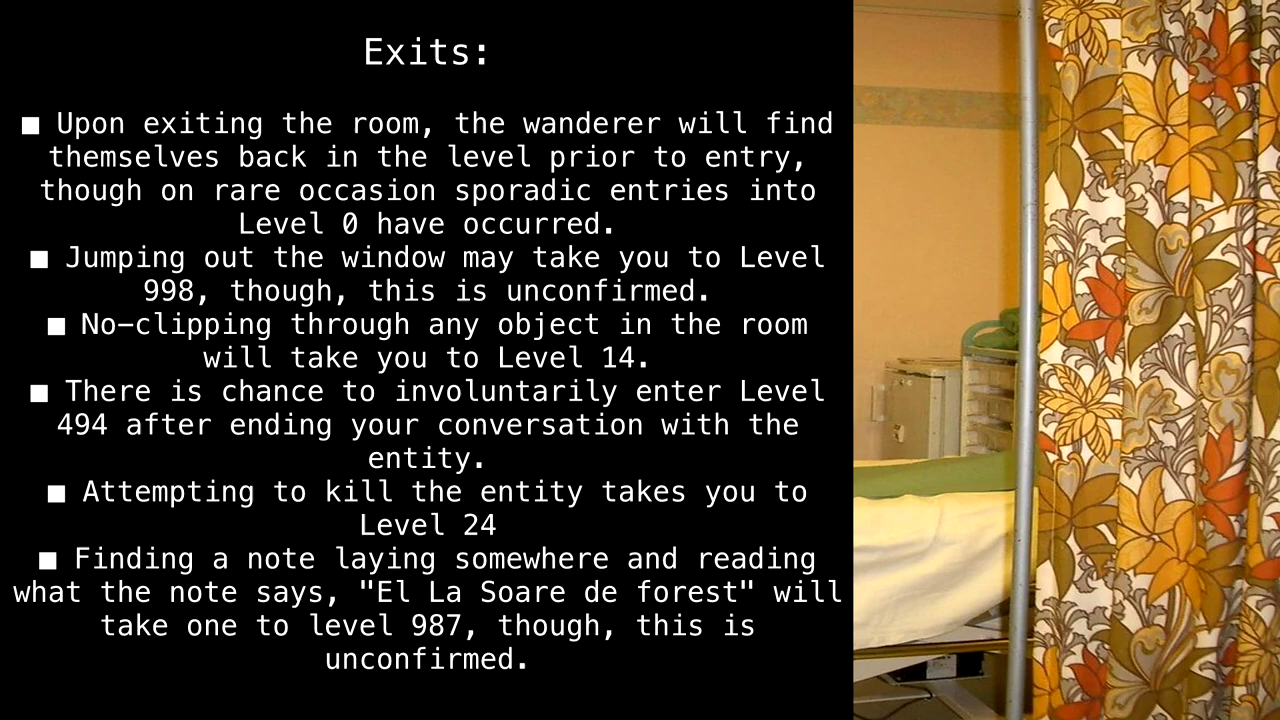 Exits:
■ Upon exiting the room, the wanderer will find
themselves back in the level prior to entry,
though on rare occasion sporadic entries into
Level 0 have occurred.
■ Jumping out the window may take you to Level
998, though, this is unconfirmed.
■ No-clipping through any object in the room
will take you to Level 14.
■ There is chance to involuntarily enter Level
494 after ending your conversation with the
entity.
■ Attempting to kill the entity takes you to
Level 24
■ Finding a note laying somewhere and reading
what the note says, "El La Soare de forest" will
take one to level 987, though, this is
unconfirmed.